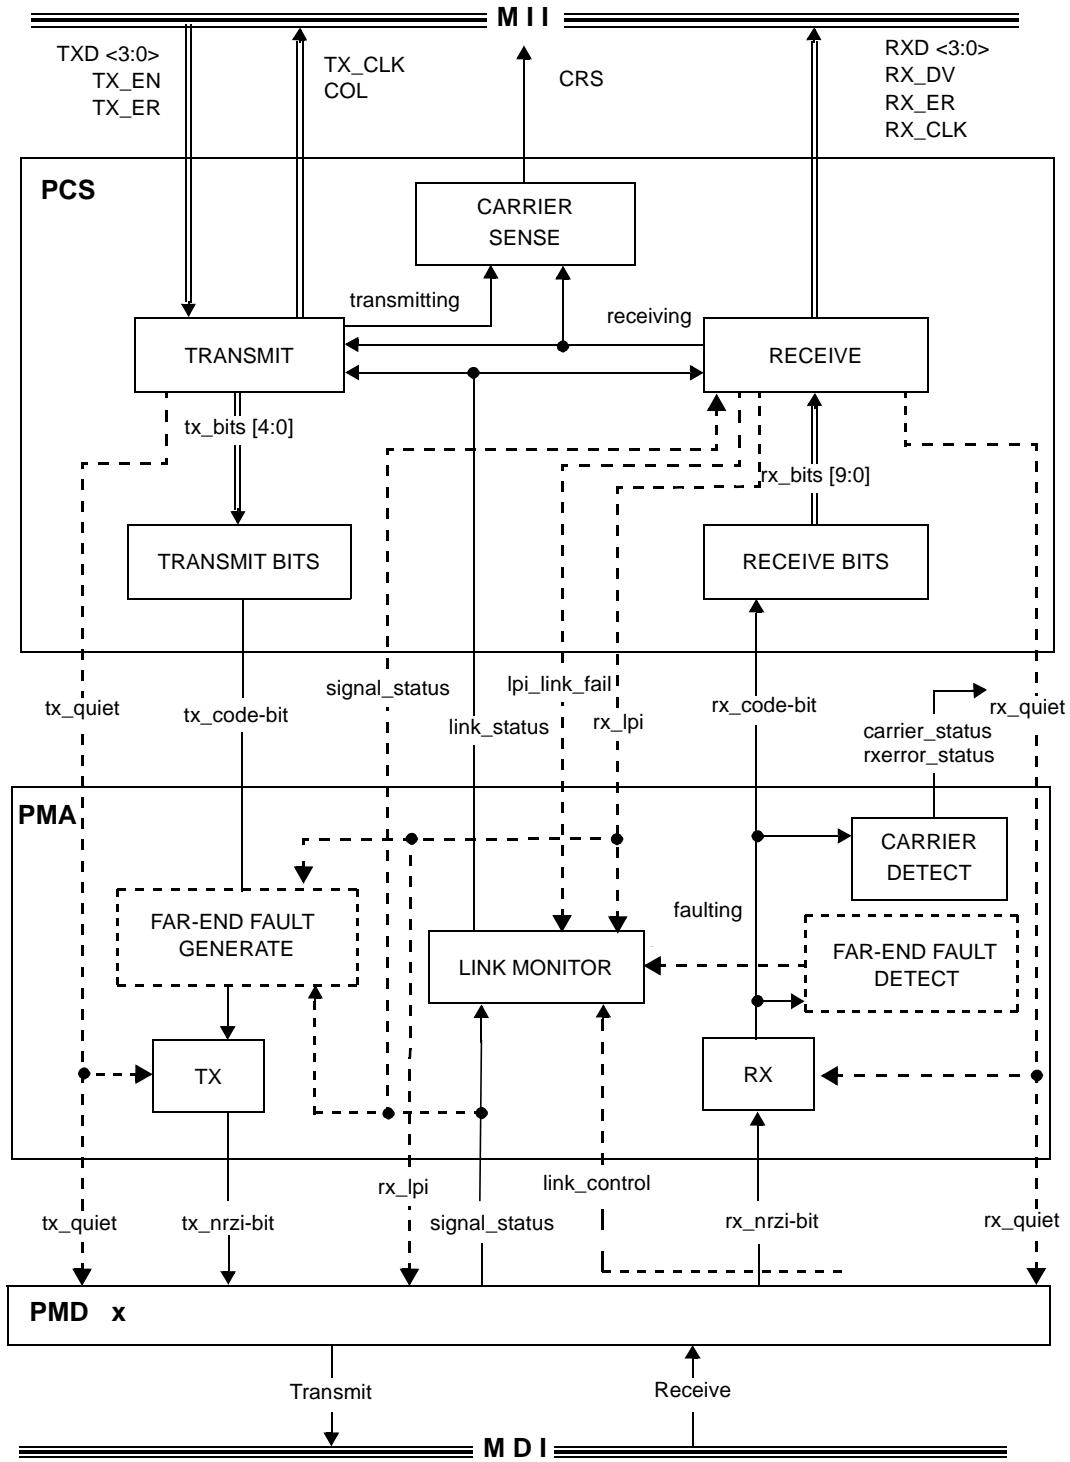 M I I
TXD <3:0>
TX_EN
TX_ER
TX_CLK
COL
CRS
RXD <3:0>
RX_DV
RX_ER
RX_CLK
PCS
CARRIER
SENSE
transmitting
receiving
TRANSMIT
RECEIVE
tx_bits [4:0]
rx_bits [9:0]
TRANSMIT BITS
RECEIVE BITS
tx_quiet
tx_code-bit
signal_status
link_status
lpi_link_fail
rx_lpi
rx_code-bit
rx_quiet
carrier_status
rxerror_status
PMA
CARRIER
DETECT
FAR-END FAULT
GENERATE
faulting
LINK MONITOR
FAR-END FAULT
DETECT
TX
RX
rx_lpi
link_control
tx_quiet
tx_nrzi-bit
signal_status
rx_nrzi-bit
rx_quiet
PMD x
Transmit
Receive
M D I